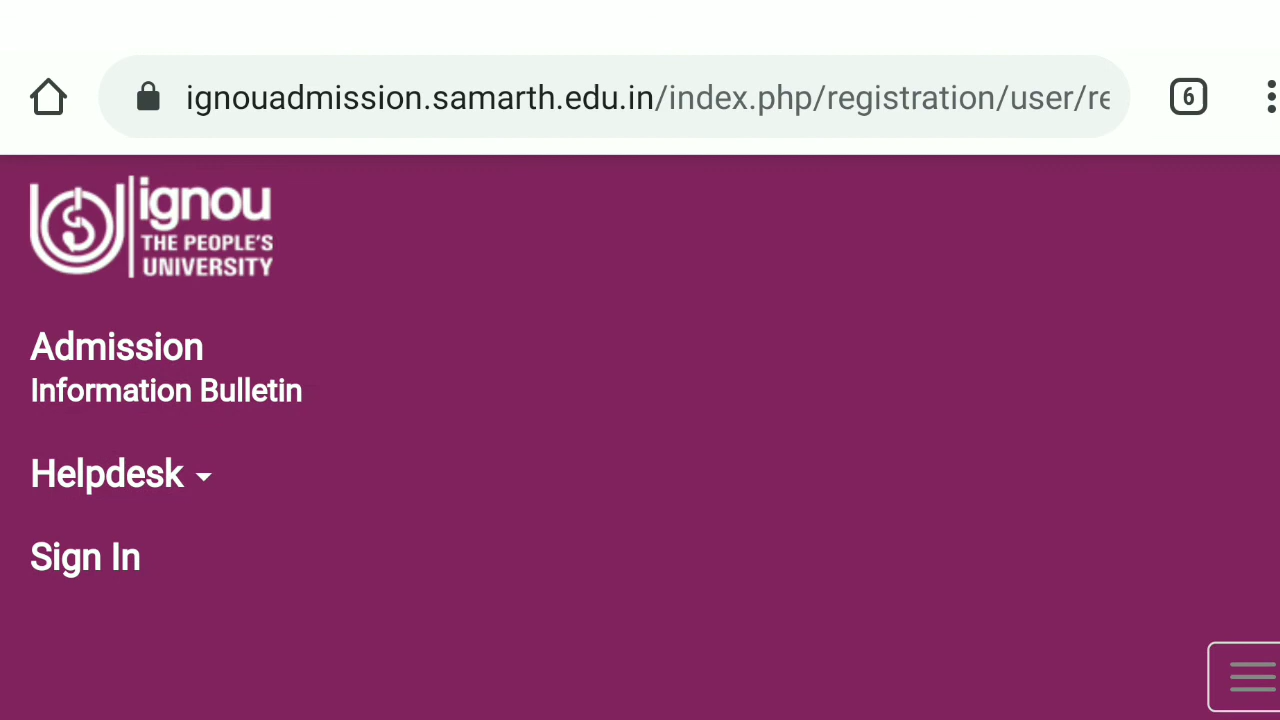 ignouadmission.samarth.edu.in/index.php/registration/user/re
6
ignou
THE PEOPLE'S
UNIVERSITY
Admission
Information Bulletin
Helpdesk
Sign In